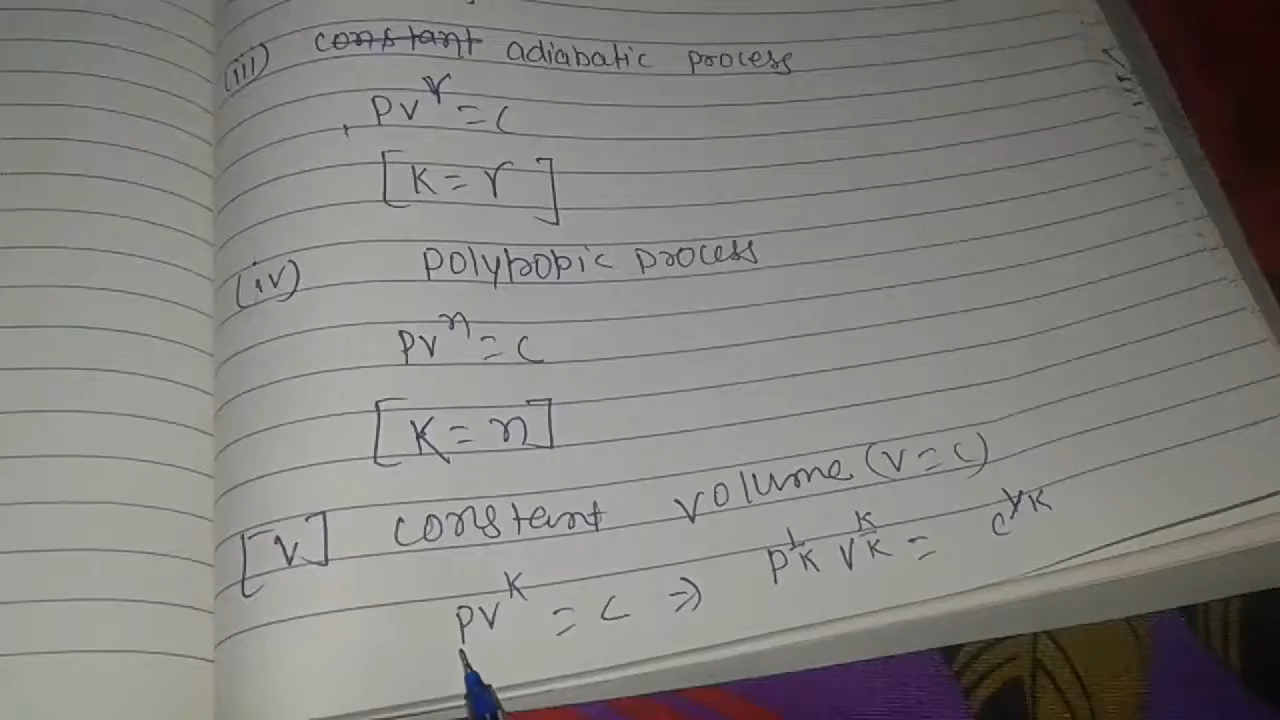 (iii) constant adiabatic process
PV^γ = C
[K = γ]
(iv) polytropic process
PV^n = C
[K = n]
[V] constant volume (V = C)
PV^K = C ⇒ P^{1/K} V^{K/K} = C^{1/K}